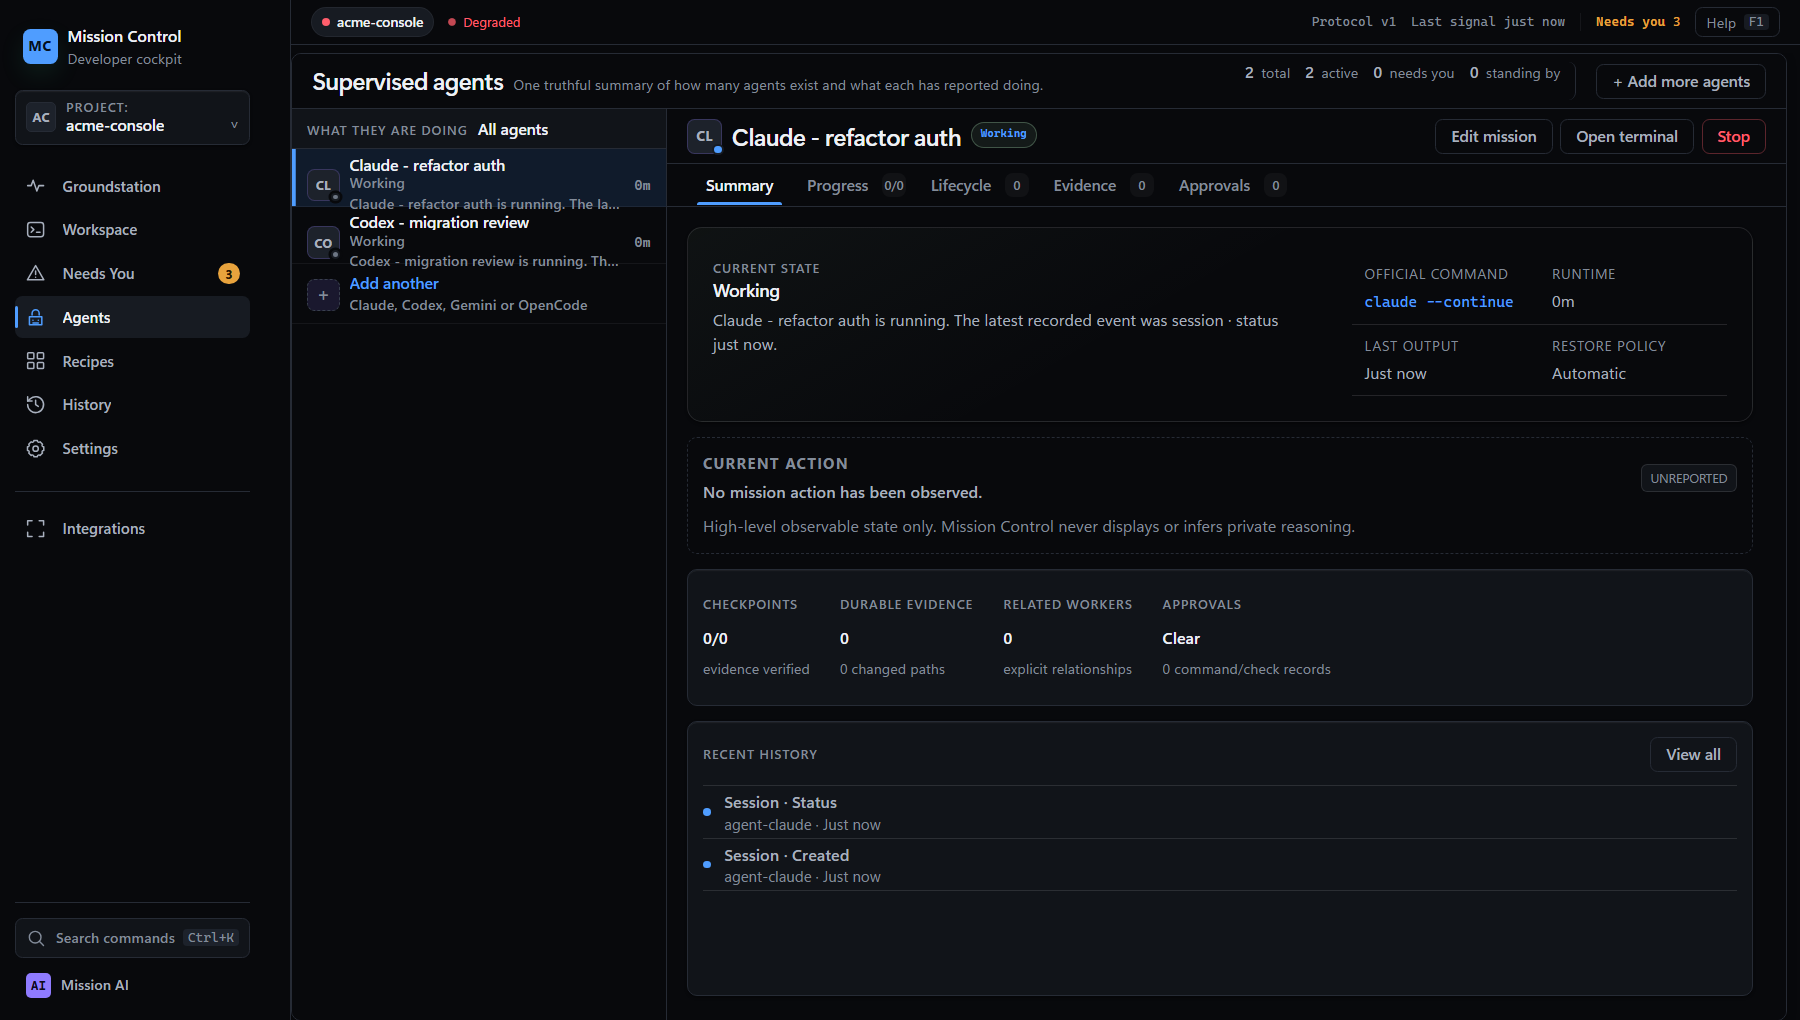 MC
Mission Control
Developer cockpit
AC
PROJECT:
acme-console
v
Groundstation
Workspace
Needs You
3
Agents
Recipes
History
Settings
Integrations
Search commands
Ctrl+K
AI
Mission AI
acme-console
Degraded
Protocol v1
Last signal just now
Needs you 3
Help F1
Supervised agents
One truthful summary of how many agents exist and what each has reported doing.
2 total 2 active 0 needs you 0 standing by
+ Add more agents
WHAT THEY ARE DOING All agents
CL
Claude - refactor auth
Working
0m
Claude - refactor auth is running. The la...
CO
Codex - migration review
Working
0m
Codex - migration review is running. Th...
+
Add another
Claude, Codex, Gemini or OpenCode
CL
Claude - refactor auth
Working
Edit mission
Open terminal
Stop
Summary
Progress 0/0
Lifecycle 0
Evidence 0
Approvals 0
CURRENT STATE
Working
Claude - refactor auth is running. The latest recorded event was session · status
just now.
OFFICIAL COMMAND
claude --continue
RUNTIME
0m
LAST OUTPUT
Just now
RESTORE POLICY
Automatic
CURRENT ACTION
No mission action has been observed.
High-level observable state only. Mission Control never displays or infers private reasoning.
UNREPORTED
CHECKPOINTS
0/0
evidence verified
DURABLE EVIDENCE
0
0 changed paths
RELATED WORKERS
0
explicit relationships
APPROVALS
Clear
0 command/check records
RECENT HISTORY
View all
Session · Status
agent-claude · Just now
Session · Created
agent-claude · Just now